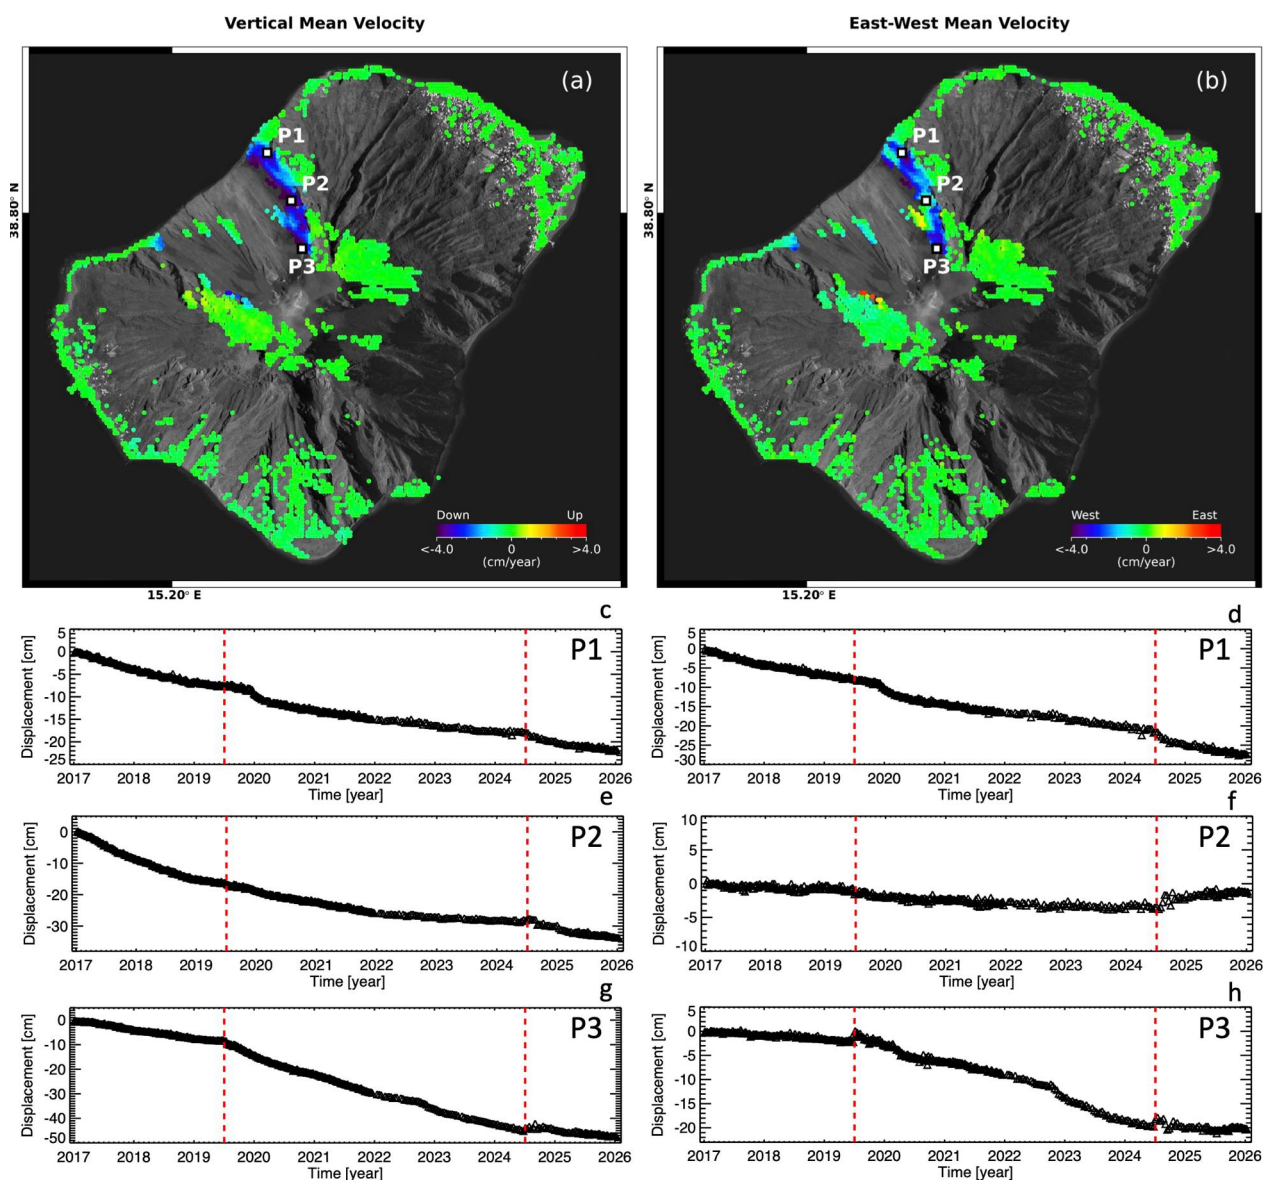 Vertical Mean Velocity
East-West Mean Velocity
(a)
P1
P2
P3
38.80° N
Down Up
<-4.0 0 >4.0
(cm/year)
15.20° E
(b)
P1
P2
P3
38.80° N
West East
<-4.0 0 >4.0
(cm/year)
15.20° E
c
P1
Displacement [cm]
5
0
-5
-10
-15
-20
-25
2017 2018 2019 2020 2021 2022 2023 2024 2025 2026
Time [year]
d
P1
Displacement [cm]
5
0
-5
-10
-15
-20
-25
-30
2017 2018 2019 2020 2021 2022 2023 2024 2025 2026
Time [year]
e
P2
Displacement [cm]
0
-10
-20
-30
2017 2018 2019 2020 2021 2022 2023 2024 2025 2026
Time [year]
f
P2
Displacement [cm]
10
5
0
-5
-10
2017 2018 2019 2020 2021 2022 2023 2024 2025 2026
Time [year]
g
P3
Displacement [cm]
0
-10
-20
-30
-40
-50
2017 2018 2019 2020 2021 2022 2023 2024 2025 2026
Time [year]
h
P3
Displacement [cm]
5
0
-5
-10
-15
-20
2017 2018 2019 2020 2021 2022 2023 2024 2025 2026
Time [year]